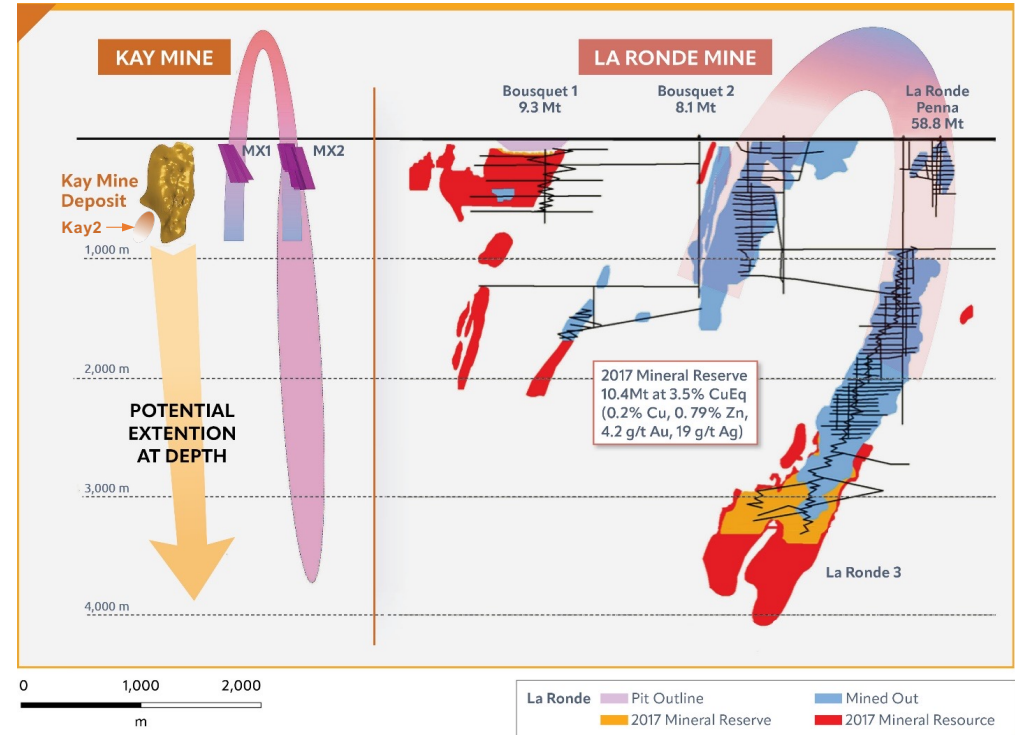 KAY MINE
LA RONDE MINE
Bousquet 1
9.3 Mt
Bousquet 2
8.1 Mt
La Ronde
Penna
58.8 Mt
MX1
MX2
Kay Mine
Deposit
Kay2
1,000 m
2,000 m
2017 Mineral Reserve
10.4Mt at 3.5% CuEq
(0.2% Cu, 0. 79% Zn,
4.2 g/t Au, 19 g/t Ag)
POTENTIAL
EXTENTION
AT DEPTH
3,000 m
La Ronde 3
4,000 m
0 1,000 2,000
m
La Ronde Pit Outline Mined Out
2017 Mineral Reserve 2017 Mineral Resource